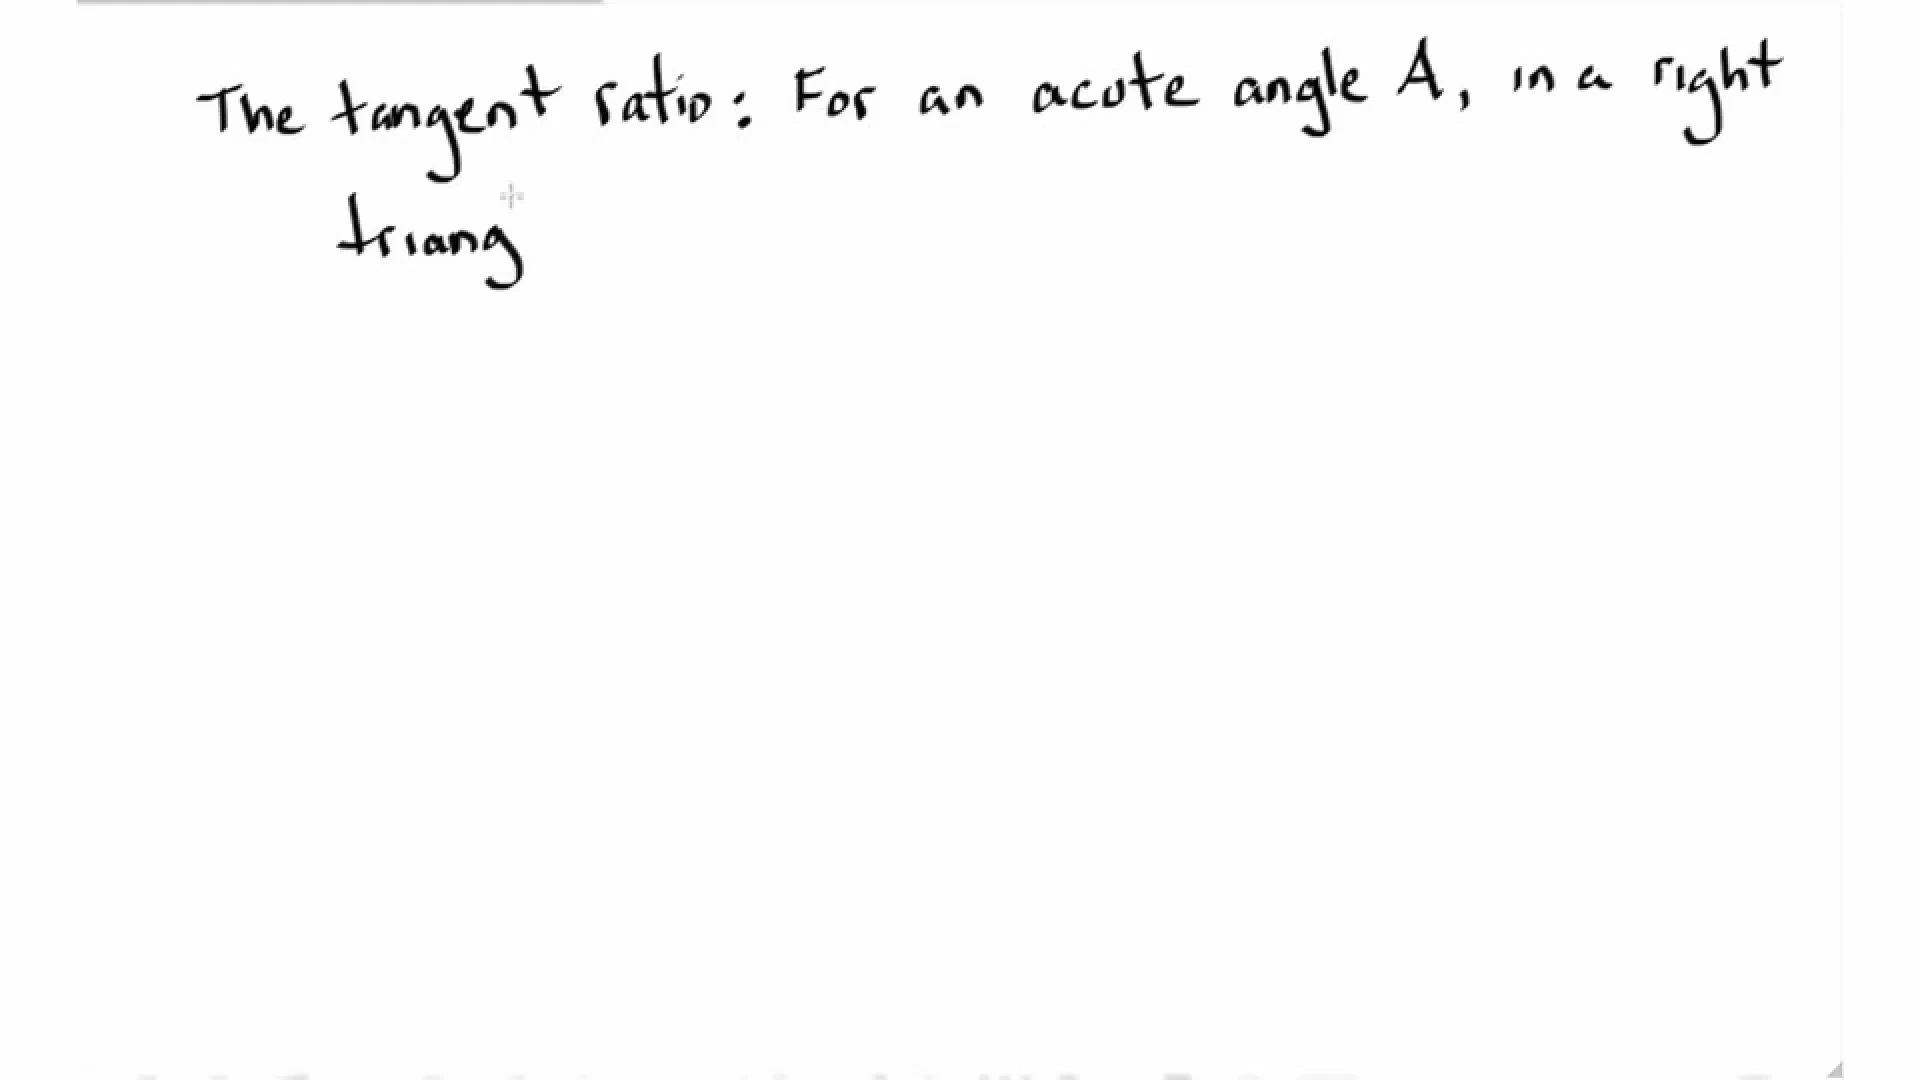 The tangent ratio: For an acute angle A, in a right
triang